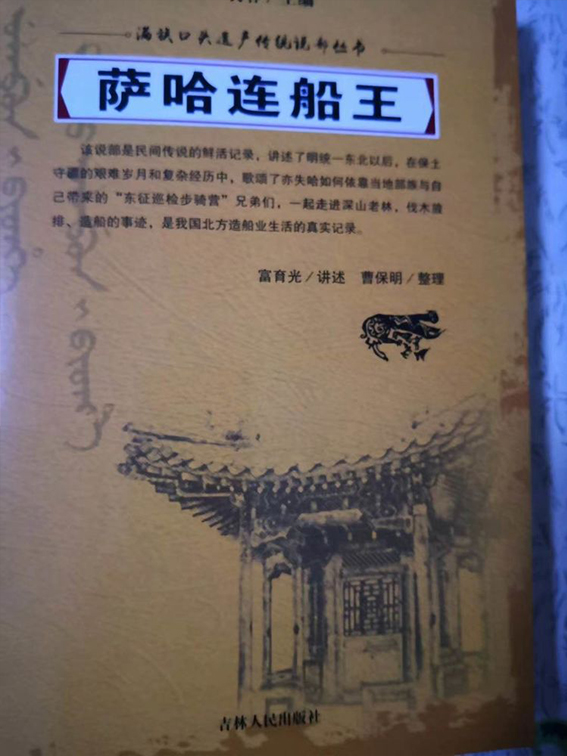 主编
满族口头遗产传统说部丛书
萨哈连船王
该说部是民间传说的鲜活记录，讲述了明统一东北以后，在保土
守疆的艰难岁月和复杂经历中，歌颂了亦失哈如何依靠当地部族与自
己带来的“东征巡检步骑营”兄弟们，一起走进深山老林，伐木放
排、造船的事迹，是我国北方造船业生活的真实记录。
富育光／讲述 曹保明／整理
吉林人民出版社